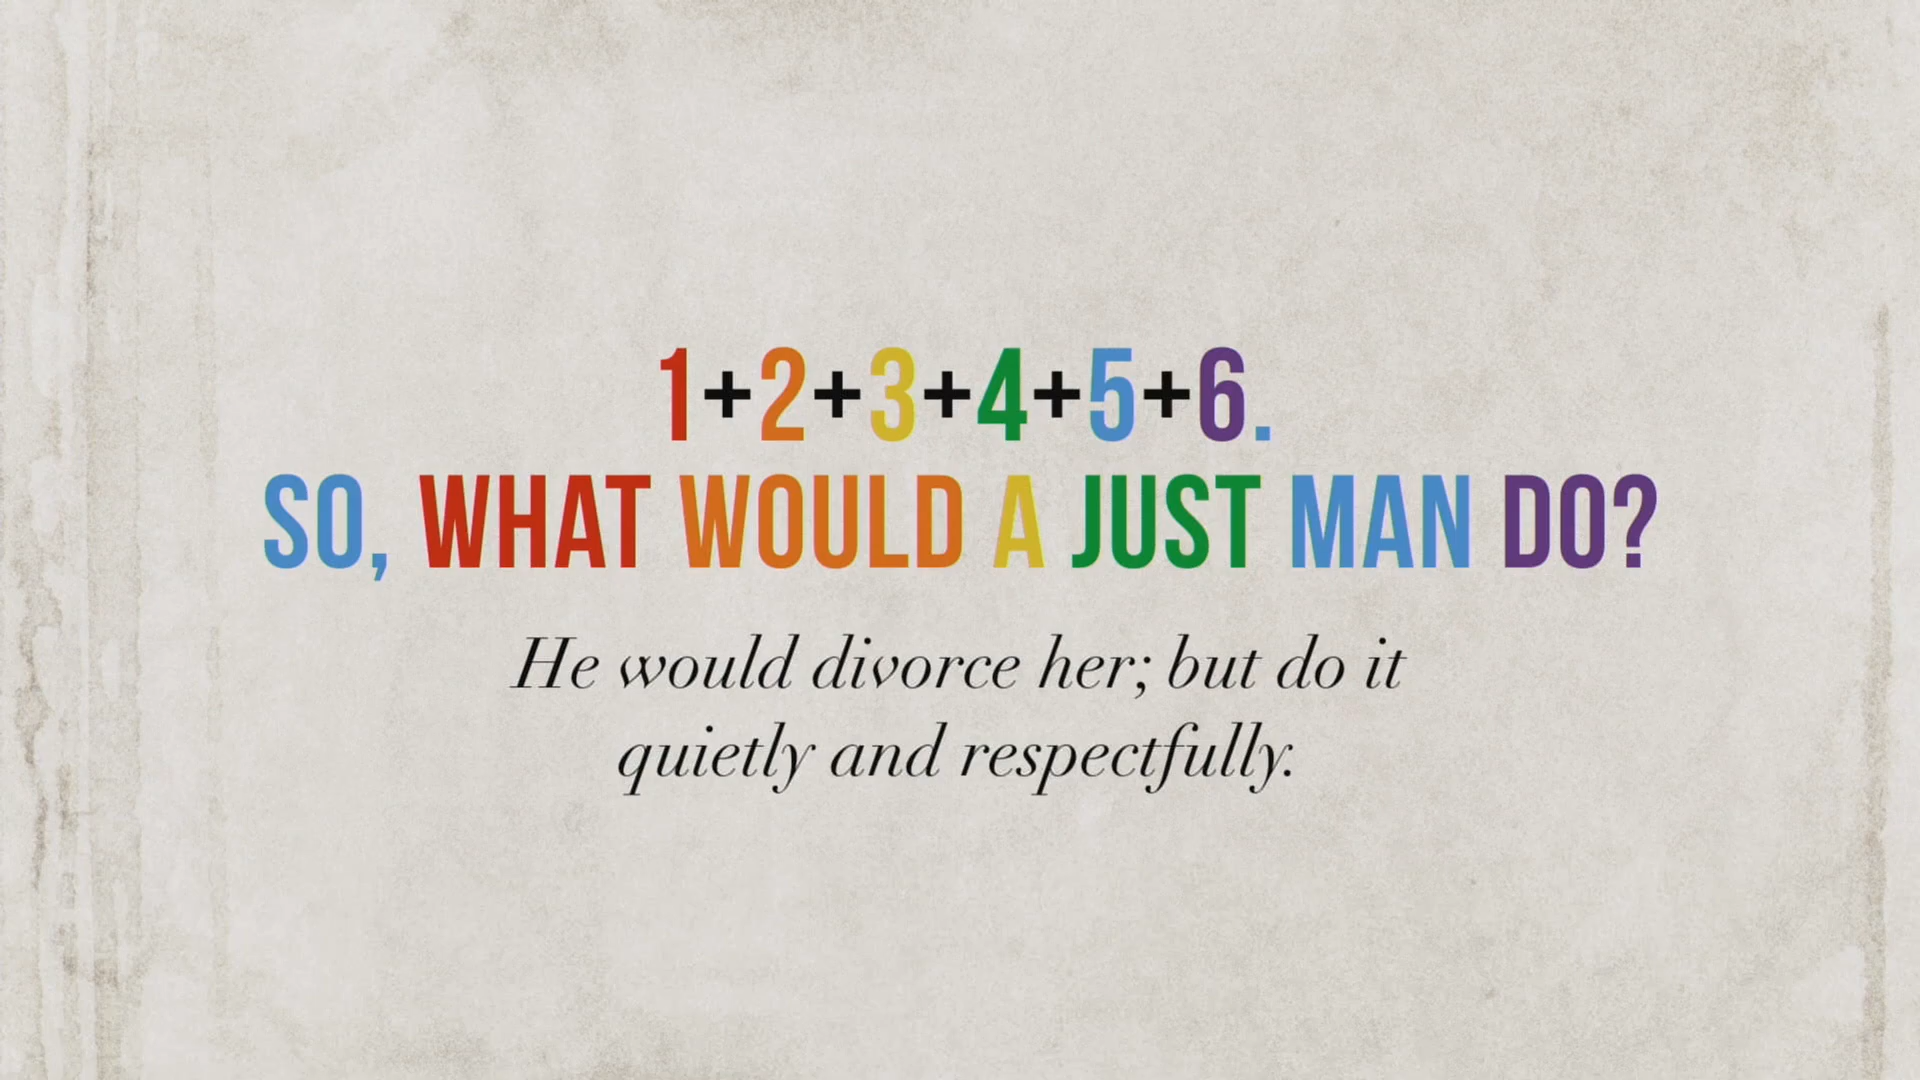 1+2+3+4+5+6.
SO, WHAT WOULD A JUST MAN DO?
He would divorce her; but do it
quietly and respectfully.